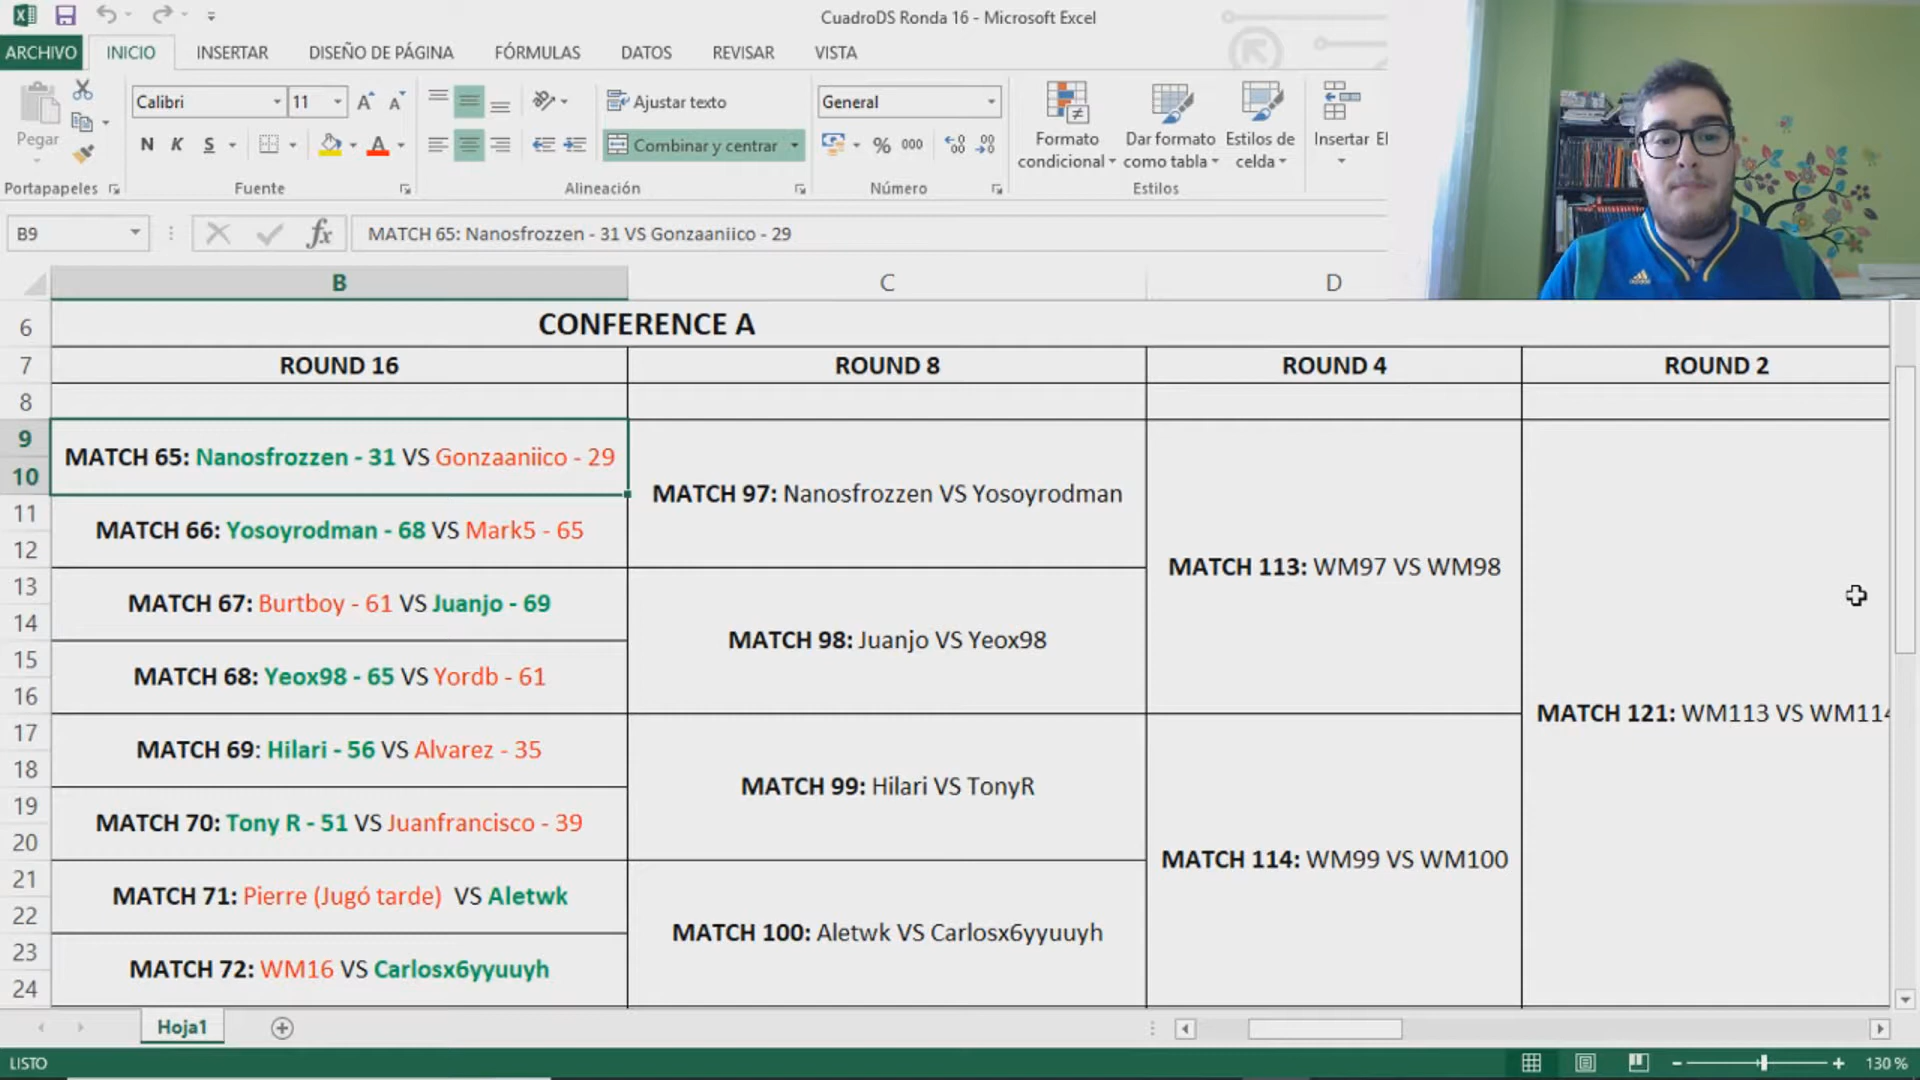 CuadroDS Ronda 16 - Microsoft Excel
ARCHIVO INICIO INSERTAR DISEÑO DE PÁGINA FÓRMULAS DATOS REVISAR VISTA
Calibri 11 Ajustar texto General
Pegar N K S Combinar y centrar % 000 Formato condicional Dar formato como tabla Estilos de celda Insertar El
Portapapeles Fuente Alineación Número Estilos
B9 fx MATCH 65: Nanosfrozzen - 31 VS Gonzaaniico - 29
B C D
6 CONFERENCE A
7 ROUND 16 ROUND 8 ROUND 4 ROUND 2
8
9 MATCH 65: Nanosfrozzen - 31 VS Gonzaaniico - 29
10 MATCH 97: Nanosfrozzen VS Yosoyrodman
11 MATCH 66: Yosoyrodman - 68 VS Mark5 - 65
12 MATCH 113: WM97 VS WM98
13 MATCH 67: Burtboy - 61 VS Juanjo - 69
14 MATCH 98: Juanjo VS Yeox98
15 MATCH 68: Yeox98 - 65 VS Yordb - 61
16 MATCH 121: WM113 VS WM114
17 MATCH 69: Hilari - 56 VS Alvarez - 35
18 MATCH 99: Hilari VS TonyR
19 MATCH 70: Tony R - 51 VS Juanfrancisco - 39
20 MATCH 114: WM99 VS WM100
21 MATCH 71: Pierre (Jugó tarde) VS Aletwk
22 MATCH 100: Aletwk VS Carlosx6yyuuyh
23 MATCH 72: WM16 VS Carlosx6yyuuyh
24
Hoja1
LISTO 130 %